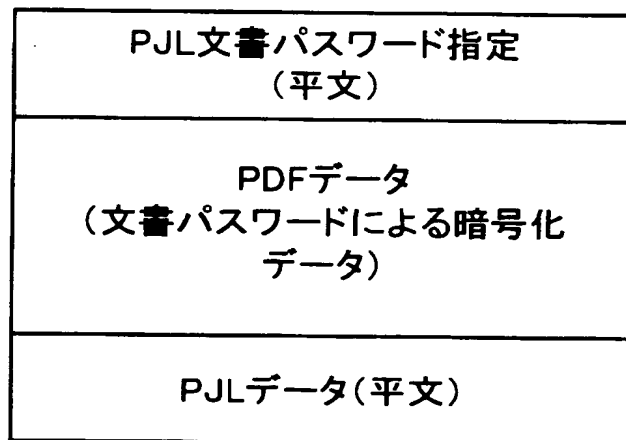 PJL文書パスワード指定
(平文)
PDFデータ
(文書パスワードによる暗号化
データ)
PJLデータ(平文)